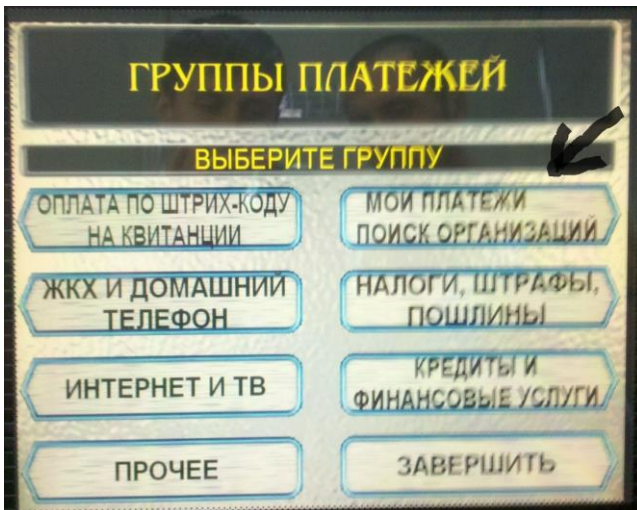 ГРУППЫ ПЛАТЕЖЕЙ
ВЫБЕРИТЕ ГРУППУ
ОПЛАТА ПО ШТРИХ-КОДУ
НА КВИТАНЦИИ
МОИ ПЛАТЕЖИ
ПОИСК ОРГАНИЗАЦИЙ
ЖКХ И ДОМАШНИЙ
ТЕЛЕФОН
НАЛОГИ, ШТРАФЫ,
ПОШЛИНЫ
ИНТЕРНЕТ И ТВ
КРЕДИТЫ И
ФИНАНСОВЫЕ УСЛУГИ
ПРОЧЕЕ
ЗАВЕРШИТЬ